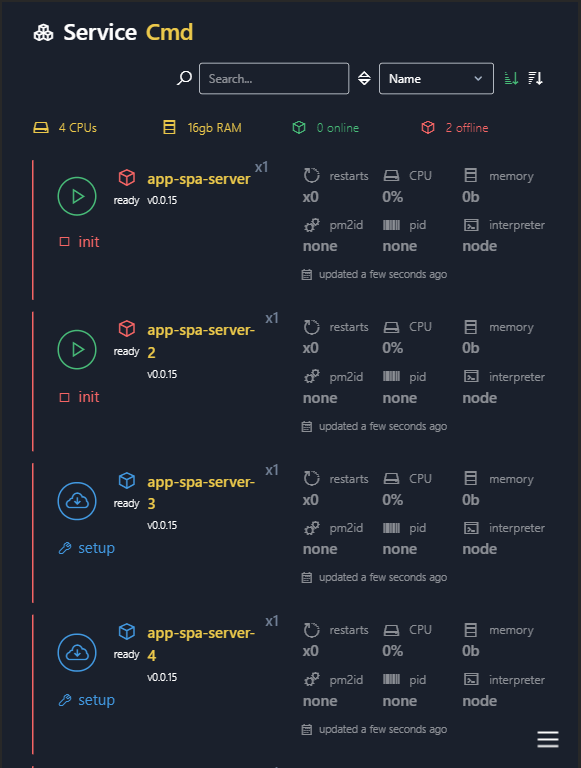 Service Cmd
Search...
Name
4 CPUs 16gb RAM 0 online 2 offline
app-spa-server x1
ready v0.0.15
init
restarts CPU memory
x0 0% 0b
pm2id pid interpreter
none none node
updated a few seconds ago
app-spa-server-2 x1
ready v0.0.15
init
restarts CPU memory
x0 0% 0b
pm2id pid interpreter
none none node
updated a few seconds ago
app-spa-server-3 x1
ready v0.0.15
setup
restarts CPU memory
x0 0% 0b
pm2id pid interpreter
none none node
updated a few seconds ago
app-spa-server-4 x1
ready v0.0.15
setup
restarts CPU memory
x0 0% 0b
pm2id pid interpreter
none none node
updated a few seconds ago